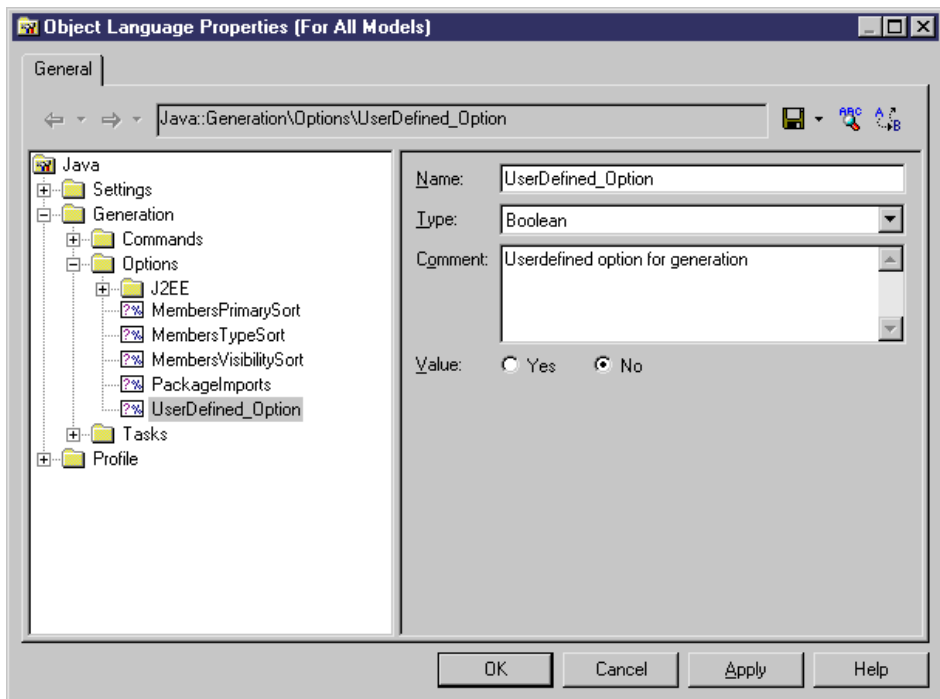 Object Language Properties (For All Models)
General
Java::Generation\Options\UserDefined_Option
ABC
A
B
Java
Settings
Generation
Commands
Options
J2EE
MembersPrimarySort
MembersTypeSort
MembersVisibilitySort
PackageImports
UserDefined_Option
Tasks
Profile
Name: UserDefined_Option
Type: Boolean
Comment: Userdefined option for generation
Value: Yes No
OK Cancel Apply Help